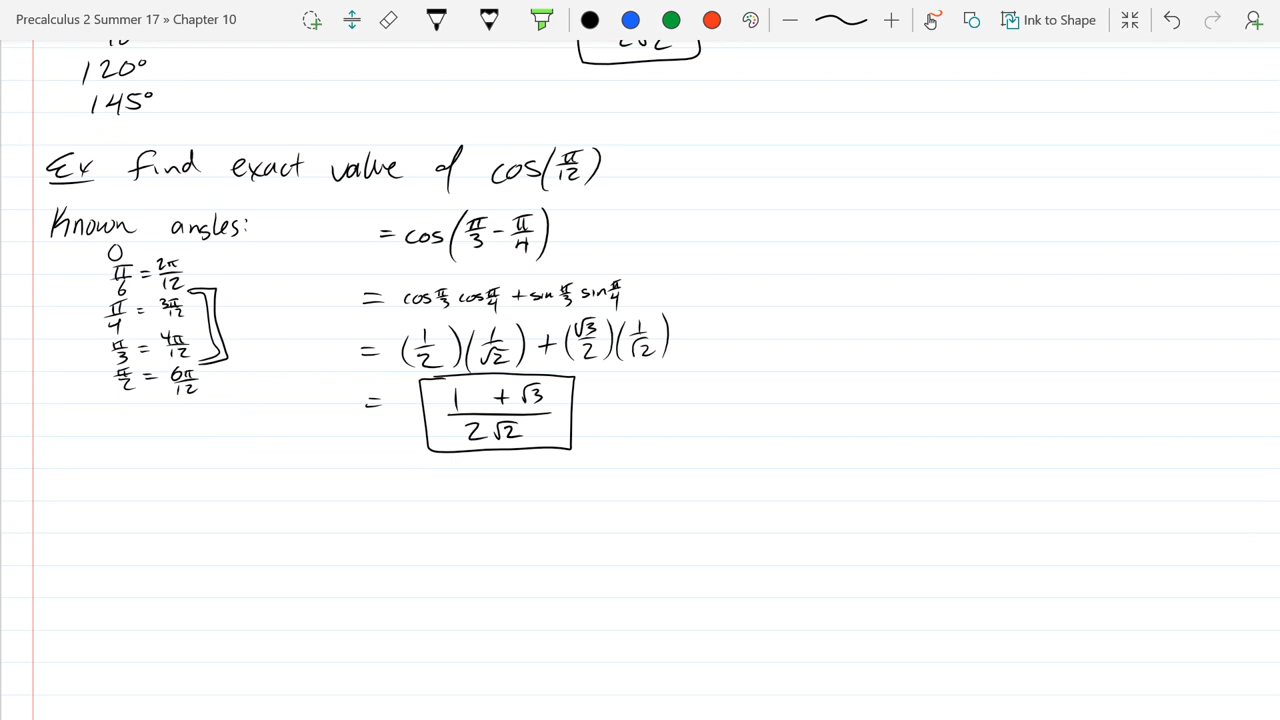 Precalculus 2 Summer 17 » Chapter 10
Ink to Shape
2√2
120°
145°
Ex find exact value of cos(π/12)
Known angles:
= cos(π/3 - π/4)
0
π/6 = 2π/12
= cos π/3 cos π/4 + sin π/3 sin π/4
π/4 = 3π/12
π/3 = 4π/12
= (1/2)(1/√2) + (√3/2)(1/√2)
π/2 = 6π/12
= (1 + √3)/(2√2)